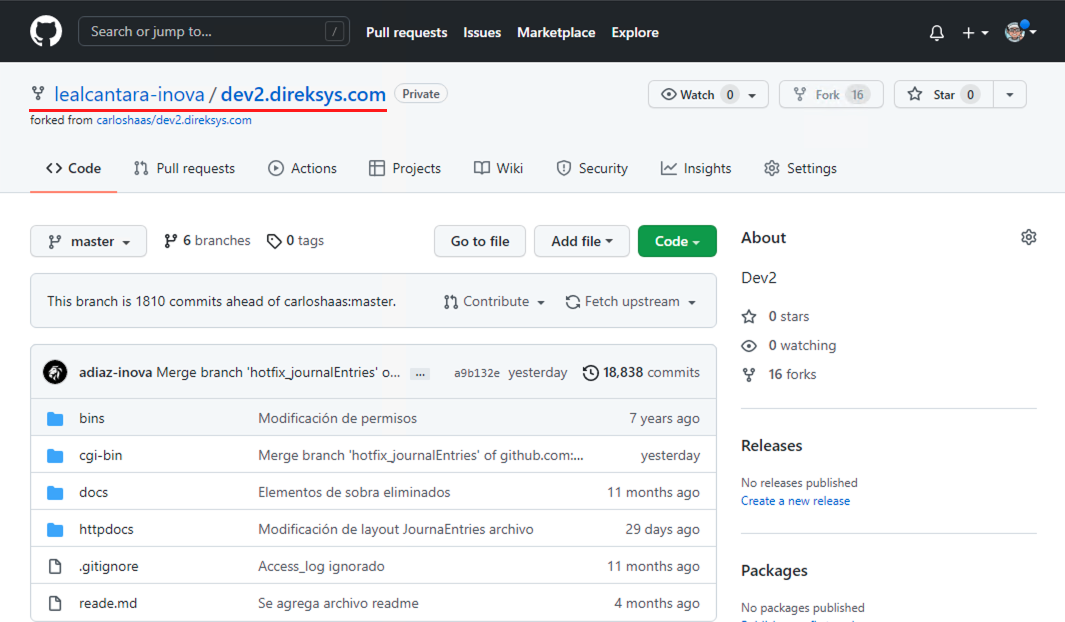 Search or jump to... / Pull requests Issues Marketplace Explore
lealcantara-inova / dev2.direksys.com Private Watch 0 Fork 16 Star 0
forked from carloshaas/dev2.direksys.com
Code Pull requests Actions Projects Wiki Security Insights Settings
master 6 branches 0 tags Go to file Add file Code
This branch is 1810 commits ahead of carloshaas:master. Contribute Fetch upstream
adiaz-inova Merge branch 'hotfix_journalEntries' o... ... a9b132e yesterday 18,838 commits
bins Modificación de permisos 7 years ago
cgi-bin Merge branch 'hotfix_journalEntries' of github.com:... yesterday
docs Elementos de sobra eliminados 11 months ago
httpdocs Modificación de layout JournaEntries archivo 29 days ago
.gitignore Access_log ignorado 11 months ago
reade.md Se agrega archivo readme 4 months ago
About
Dev2
0 stars
0 watching
16 forks
Releases
No releases published
Create a new release
Packages
No packages published